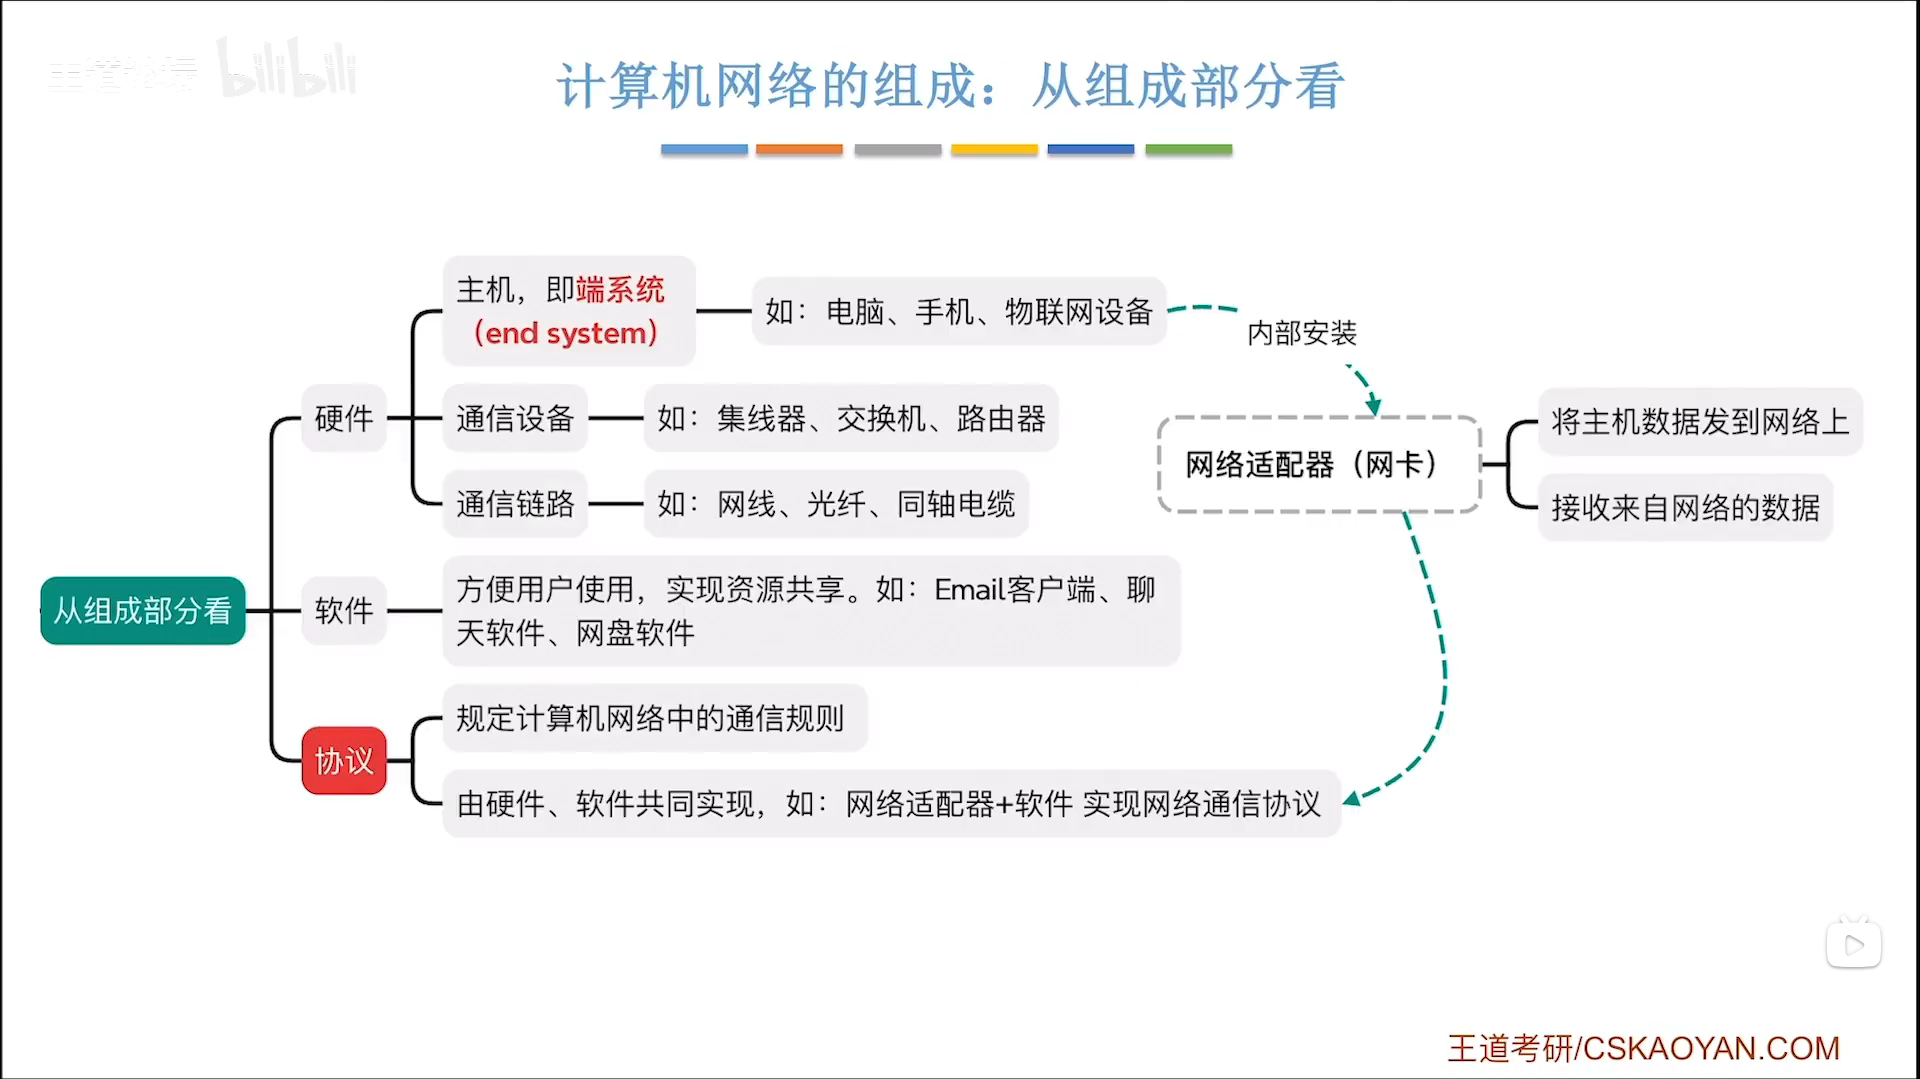 王道论坛 bilibili
计算机网络的组成：从组成部分看
主机，即端系统
（end system）
如：电脑、手机、物联网设备
内部安装
硬件
通信设备
如：集线器、交换机、路由器
网络适配器（网卡）
将主机数据发到网络上
接收来自网络的数据
通信链路
如：网线、光纤、同轴电缆
从组成部分看
软件
方便用户使用，实现资源共享。如：Email客户端、聊
天软件、网盘软件
协议
规定计算机网络中的通信规则
由硬件、软件共同实现，如：网络适配器+软件 实现网络通信协议
王道考研/CSKAOYAN.COM